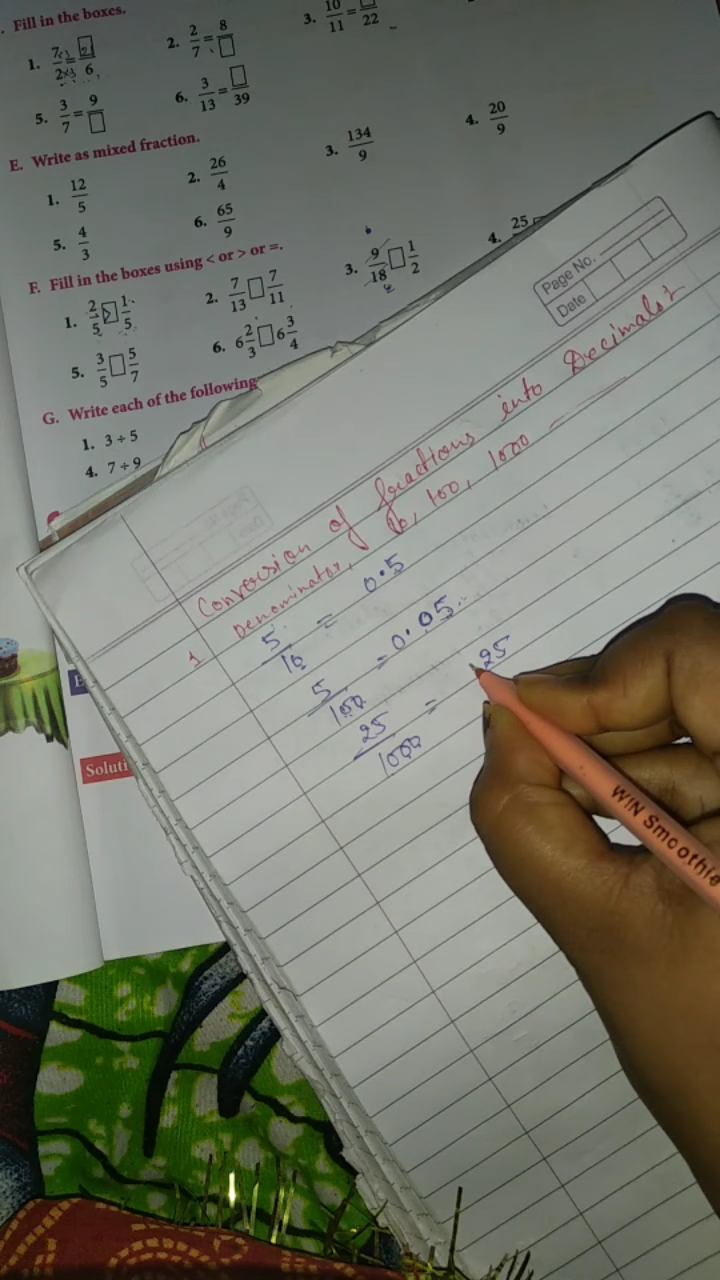 Fill in the boxes.
1. 7×3/2×3 = 21/6
2. 2/7 = 8/□
3. 10/11 = □/22
5. 3/7 = 9/□
6. 3/13 = □/39
E. Write as mixed fraction.
1. 12/5
2. 26/4
3. 134/9
4. 20/9
5. 4/3
6. 65/9
F. Fill in the boxes using < or > or =.
1. 2/5 > 1/5
2. 7/13 □ 7/11
3. 9/18 □ 1/2
4. 25
5. 3/5 □ 5/7
6. 6 2/3 □ 6 3/4
G. Write each of the following
1. 3 ÷ 5
4. 7 ÷ 9
Soluti
Page No.
Date
Conversion of fractions into Decimals
1 Denominator, 10, 100, 1000
5/10 = 0.5
5/100 = 0.05
25/1000 = 25
WIN Smoothie